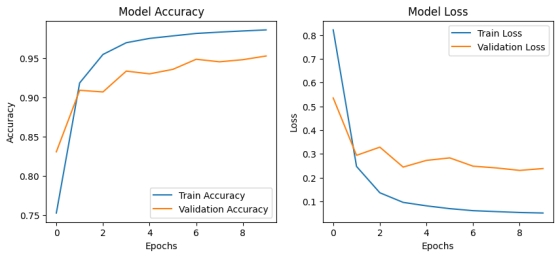 Model Accuracy
Accuracy
0.95
0.90
0.85
0.80
0.75
0 2 4 6 8
Epochs
Train Accuracy
Validation Accuracy
Model Loss
Loss
0.8
0.7
0.6
0.5
0.4
0.3
0.2
0.1
0 2 4 6 8
Epochs
Train Loss
Validation Loss